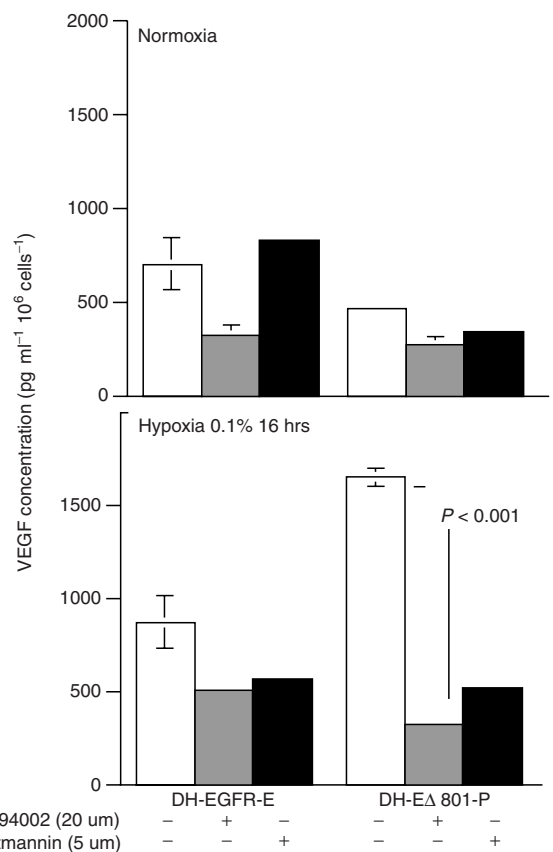 2000
Normoxia
1500
1000
500
0
VEGF concentration (pg ml⁻¹ 10⁶ cells⁻¹)
Hypoxia 0.1% 16 hrs
1500
P < 0.001
1000
500
0
DH-EGFR-E DH-EΔ 801-P
94002 (20 um) – + – – + –
tmannin (5 um) – – + – – +